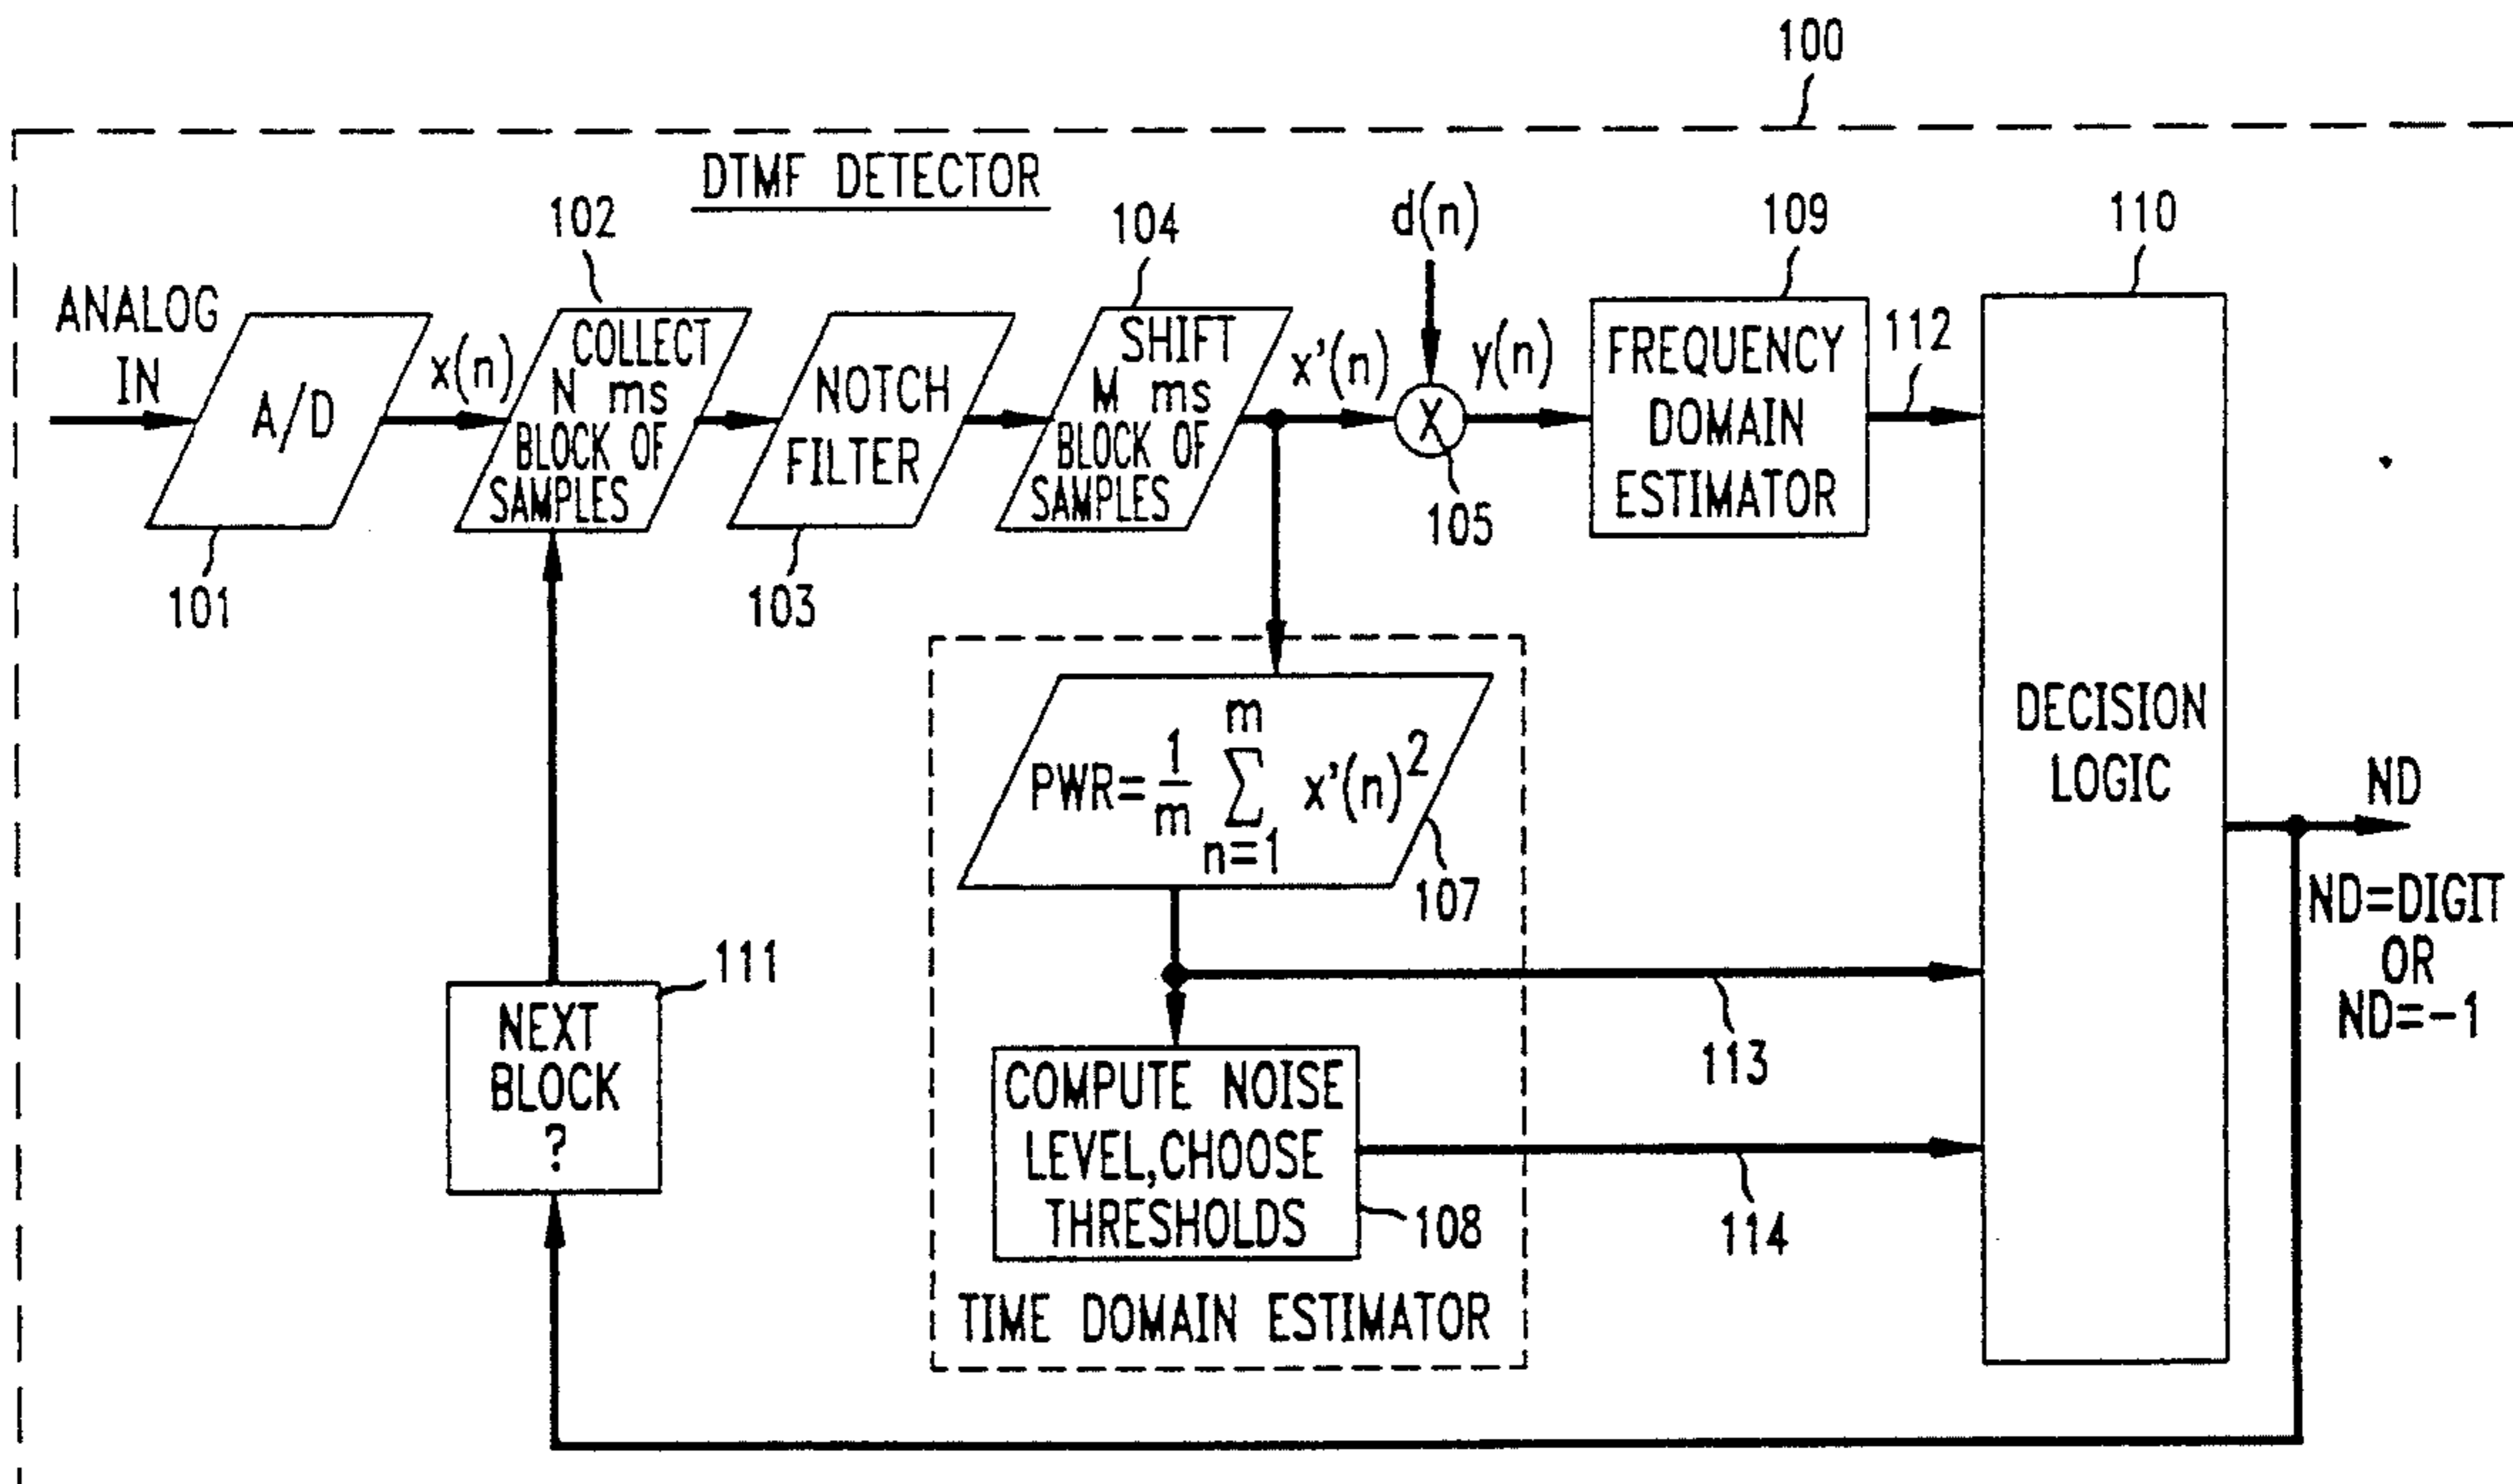 100
DTMF DETECTOR
102
104
d(n)
109
110
ANALOG
IN
A/D
x(n)
COLLECT
N ms
BLOCK OF
SAMPLES
NOTCH
FILTER
SHIFT
M ms
BLOCK OF
SAMPLES
x'(n)
X
y(n)
FREQUENCY
DOMAIN
ESTIMATOR
112
101
103
105
PWR= 1/m m Σ n=1 x'(n)2
107
DECISION
LOGIC
ND
ND=DIGIT
OR
ND=-1
111
NEXT
BLOCK
?
113
COMPUTE NOISE
LEVEL,CHOOSE
THRESHOLDS
108
114
TIME DOMAIN ESTIMATOR